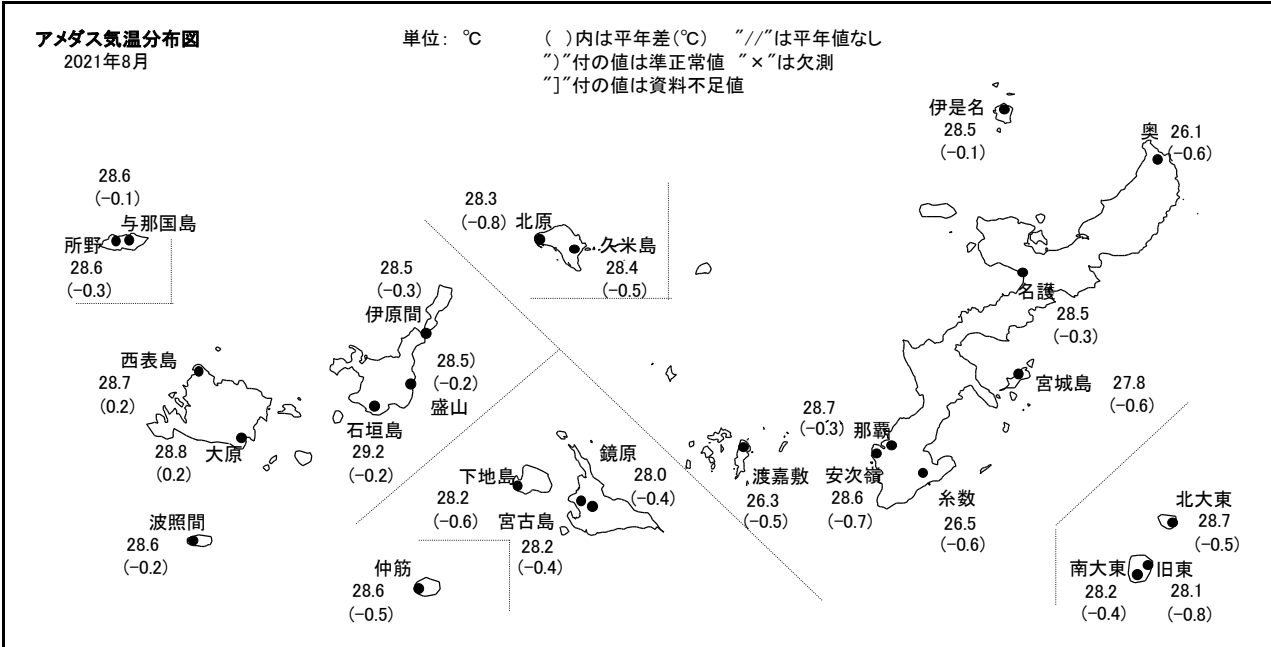 アメダス気温分布図
2021年8月
単位: ℃
( )内は平年差(℃) "//"は平年値なし
")"付の値は準正常値 "×"は欠測
"]"付の値は資料不足値
伊是名
28.5
(-0.1)
奥
26.1
(-0.6)
28.6
(-0.1)
与那国島
所野
28.6
(-0.3)
28.3
(-0.8)
北原
久米島
28.4
(-0.5)
28.5
(-0.3)
伊原間
名護
28.5
(-0.3)
西表島
28.7
(0.2)
28.5)
(-0.2)
盛山
宮城島
27.8
(-0.6)
28.8
(0.2)
大原
石垣島
29.2
(-0.2)
28.7
(-0.3)
那覇
下地島
28.2
(-0.6)
鏡原
28.0
(-0.4)
渡嘉敷
26.3
(-0.5)
安次嶺
28.6
(-0.7)
糸数
26.5
(-0.6)
波照間
28.6
(-0.2)
宮古島
28.2
(-0.4)
北大東
28.7
(-0.5)
仲筋
28.6
(-0.5)
南大東
28.2
(-0.4)
旧東
28.1
(-0.8)